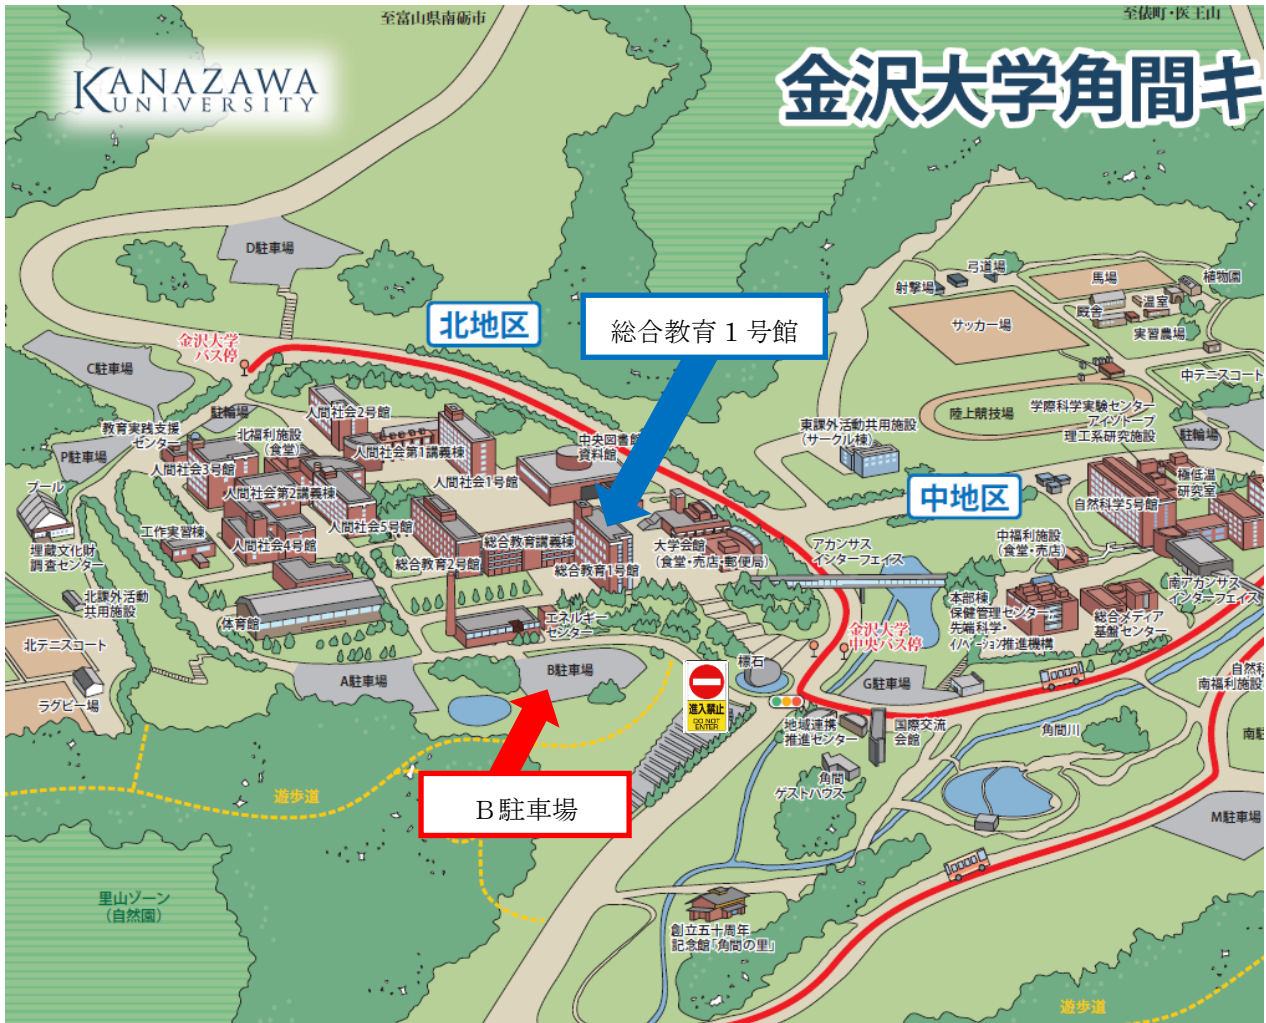 至富山県南砺市
至俵町・医王山
KANAZAWA
UNIVERSITY
金沢大学角間キ
D駐車場
弓道場
射撃場
馬場
植物園
厩舎
温室
実習農場
サッカー場
北地区
総合教育1号館
金沢大学
バス停
C駐車場
中テニスコート
駐輪場
人間社会2号館
陸上競技場
学際科学実験センター
アイソトープ
理工系研究施設
教育実践支援
センター
北福利施設
（食堂）
人間社会第1講義棟
中央図書館
資料館
東課外活動共用施設
（サークル棟）
駐輪場
P駐車場
人間社会3号館
人間社会1号館
極低温
研究室
プール
人間社会第2講義棟
中地区
自然科学5号館
工作実習棟
人間社会5号館
人間社会4号館
総合教育講義棟
大学会館
（食堂・売店・郵便局）
アカンサス
インターフェイス
中福利施設
（食堂・売店）
埋蔵文化財
調査センター
総合教育2号館
総合教育1号館
南アカンサス
インターフェイス
北課外活動
共用施設
本部棟
保健管理センター
先端科学・
イノベーション推進機構
総合メディア
基盤センター
体育館
エネルギー
センター
金沢大学
中央バス停
北テニスコート
B駐車場
標石
自然科
南福利施設
A駐車場
G駐車場
進入禁止
DO NOT
ENTER
ラグビー場
地域連携
推進センター
国際交流
会館
角間川
南駐
角間
ゲストハウス
遊歩道
B駐車場
M駐車場
里山ゾーン
（自然園）
創立五十周年
記念館「角間の里」
遊歩道